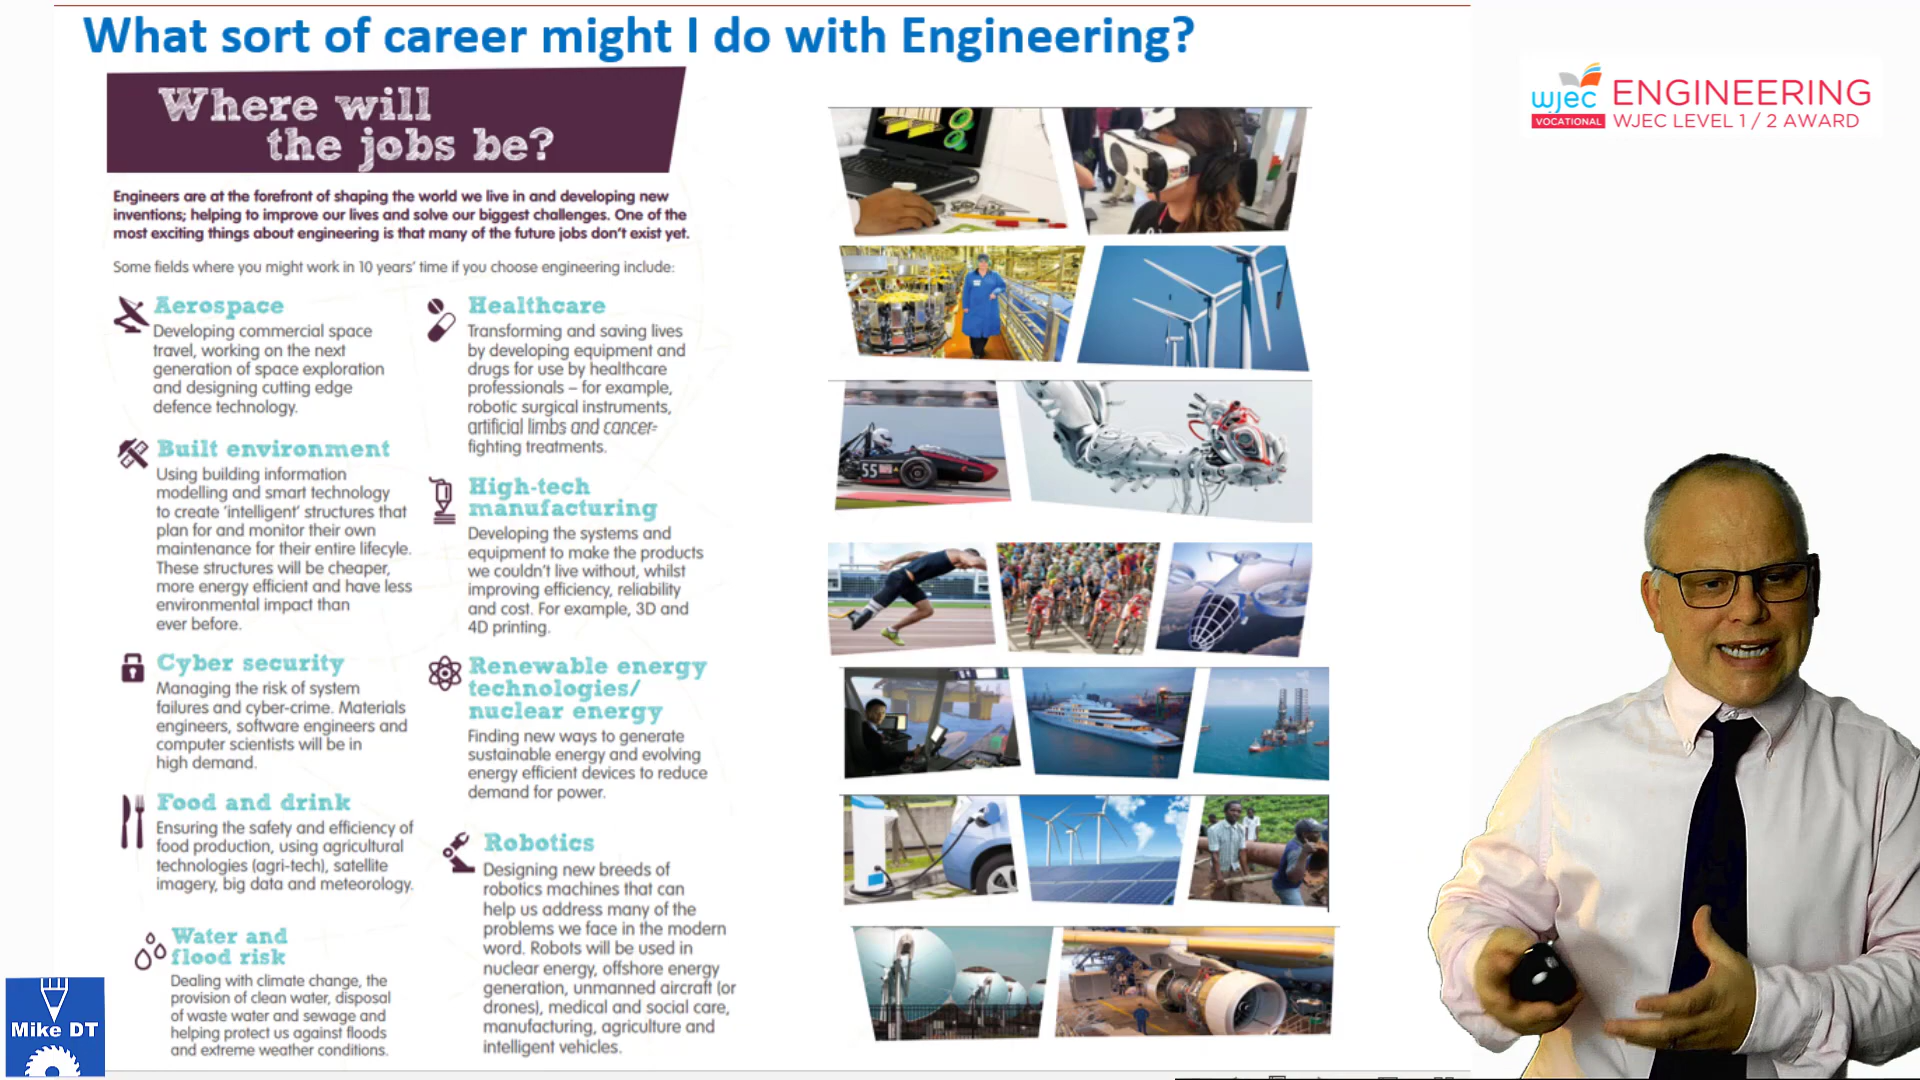 What sort of career might I do with Engineering?
Where will
the jobs be?
Engineers are at the forefront of shaping the world we live in and developing new
inventions; helping to improve our lives and solve our biggest challenges. One of the
most exciting things about engineering is that many of the future jobs don't exist yet.
Some fields where you might work in 10 years' time if you choose engineering include:
Aerospace
Developing commercial space
travel, working on the next
generation of space exploration
and designing cutting edge
defence technology.
Built environment
Using building information
modelling and smart technology
to create 'intelligent' structures that
plan for and monitor their own
maintenance for their entire lifecyle.
These structures will be cheaper,
more energy efficient and have less
environmental impact than
ever before.
Cyber security
Managing the risk of system
failures and cyber-crime. Materials
engineers, software engineers and
computer scientists will be in
high demand.
Food and drink
Ensuring the safety and efficiency of
food production, using agricultural
technologies (agri-tech), satellite
imagery, big data and meteorology.
Water and
flood risk
Dealing with climate change, the
provision of clean water, disposal
of waste water and sewage and
helping protect us against floods
and extreme weather conditions.
Healthcare
Transforming and saving lives
by developing equipment and
drugs for use by healthcare
professionals – for example,
robotic surgical instruments,
artificial limbs and cancer-
fighting treatments.
High-tech
manufacturing
Developing the systems and
equipment to make the products
we couldn't live without, whilst
improving efficiency, reliability
and cost. For example, 3D and
4D printing.
Renewable energy
technologies/
nuclear energy
Finding new ways to generate
sustainable energy and evolving
energy efficient devices to reduce
demand for power.
Robotics
Designing new breeds of
robotics machines that can
help us address many of the
problems we face in the modern
word. Robots will be used in
nuclear energy, offshore energy
generation, unmanned aircraft (or
drones), medical and social care,
manufacturing, agriculture and
intelligent vehicles.
55
wjec
VOCATIONAL
ENGINEERING
WJEC LEVEL 1 / 2 AWARD
Mike DT